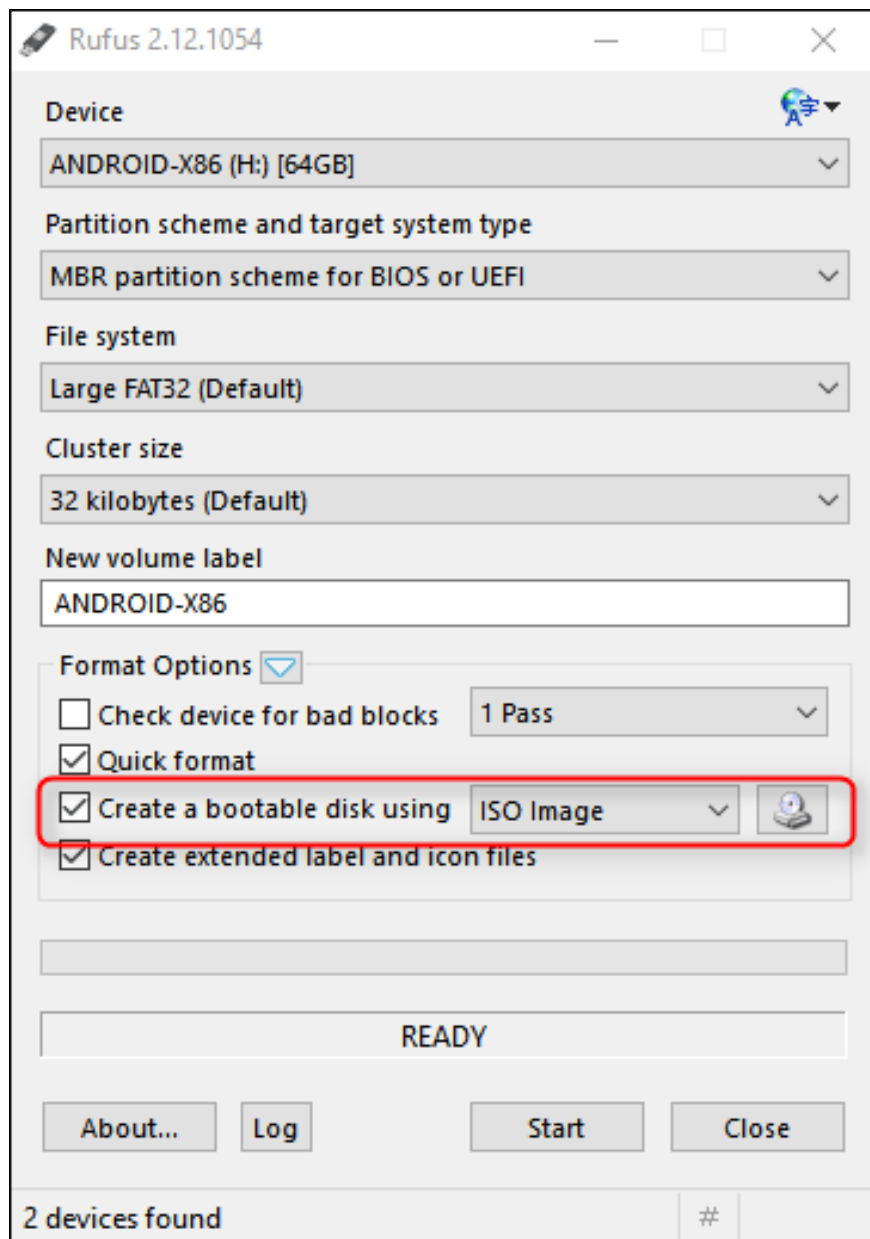 Rufus 2.12.1054
Device
ANDROID-X86 (H:) [64GB]
Partition scheme and target system type
MBR partition scheme for BIOS or UEFI
File system
Large FAT32 (Default)
Cluster size
32 kilobytes (Default)
New volume label
ANDROID-X86
Format Options
Check device for bad blocks 1 Pass
Quick format
Create a bootable disk using ISO Image
Create extended label and icon files
READY
About... Log Start Close
2 devices found #